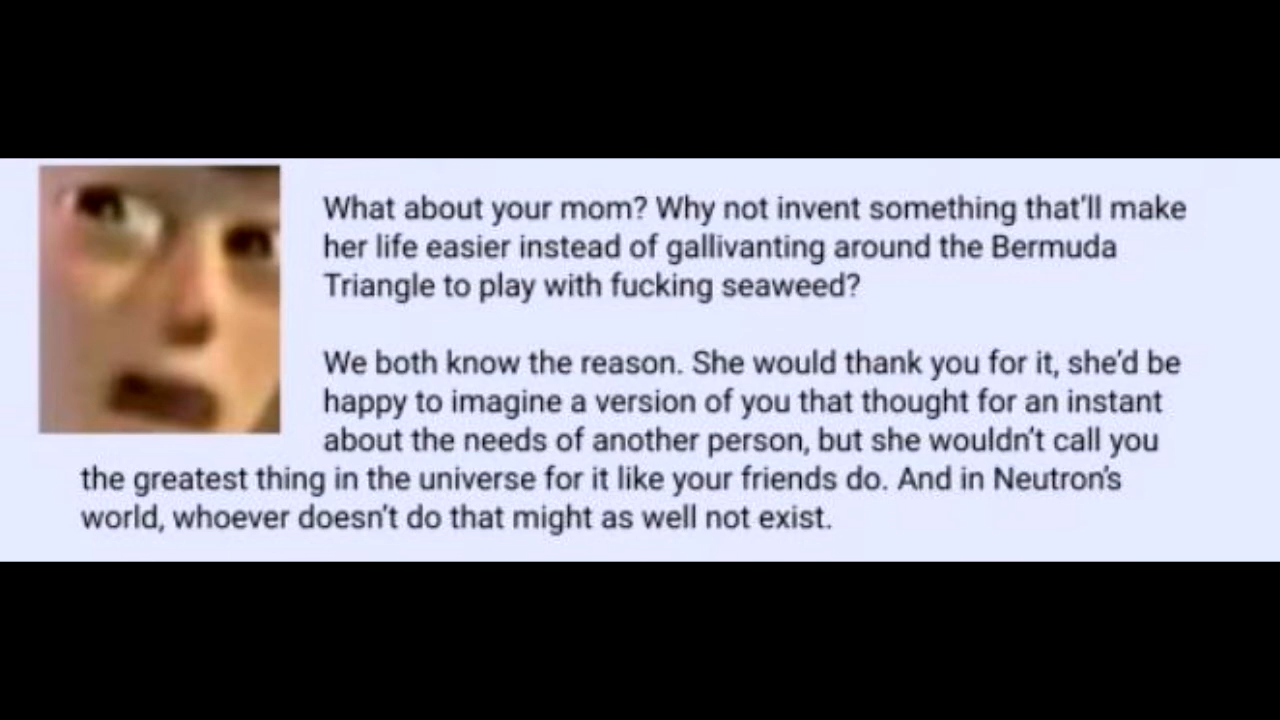 What about your mom? Why not invent something that'll make
her life easier instead of gallivanting around the Bermuda
Triangle to play with fucking seaweed?
We both know the reason. She would thank you for it, she'd be
happy to imagine a version of you that thought for an instant
about the needs of another person, but she wouldn't call you
the greatest thing in the universe for it like your friends do. And in Neutron's
world, whoever doesn't do that might as well not exist.